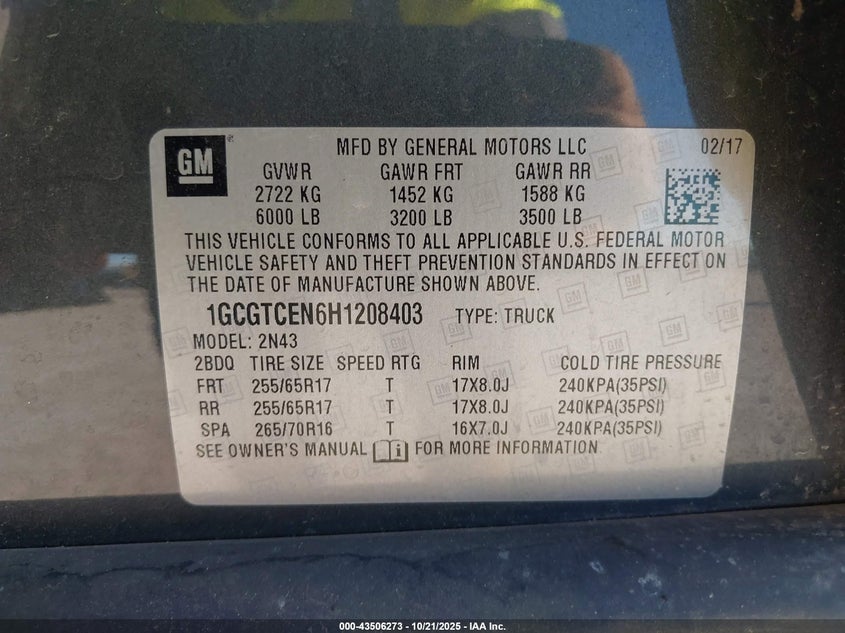 GM
MFD BY GENERAL MOTORS LLC 02/17
GVWR GAWR FRT GAWR RR
2722 KG 1452 KG 1588 KG
6000 LB 3200 LB 3500 LB
THIS VEHICLE CONFORMS TO ALL APPLICABLE U.S. FEDERAL MOTOR
VEHICLE SAFETY AND THEFT PREVENTION STANDARDS IN EFFECT ON
THE DATE OF MANUFACTURE SHOWN ABOVE.
1GCGTCEN6H1208403 TYPE: TRUCK
MODEL: 2N43
2BDQ TIRE SIZE SPEED RTG RIM COLD TIRE PRESSURE
FRT 255/65R17 T 17X8.0J 240KPA(35PSI)
RR 255/65R17 T 17X8.0J 240KPA(35PSI)
SPA 265/70R16 T 16X7.0J 240KPA(35PSI)
SEE OWNER'S MANUAL i FOR MORE INFORMATION
000-43506273 - 10/21/2025 - IAA Inc.